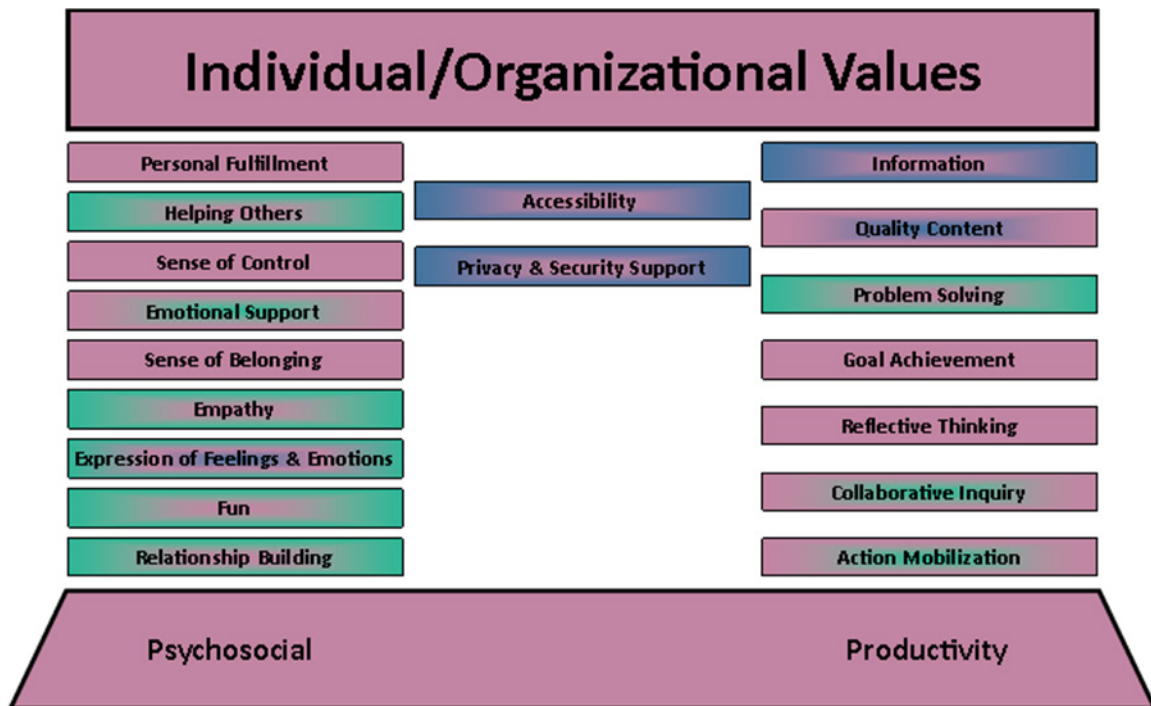 Individual/Organizational Values
Personal Fulfillment
Helping Others
Sense of Control
Emotional Support
Sense of Belonging
Empathy
Expression of Feelings & Emotions
Fun
Relationship Building
Accessibility
Privacy & Security Support
Information
Quality Content
Problem Solving
Goal Achievement
Reflective Thinking
Collaborative Inquiry
Action Mobilization
Psychosocial
Productivity